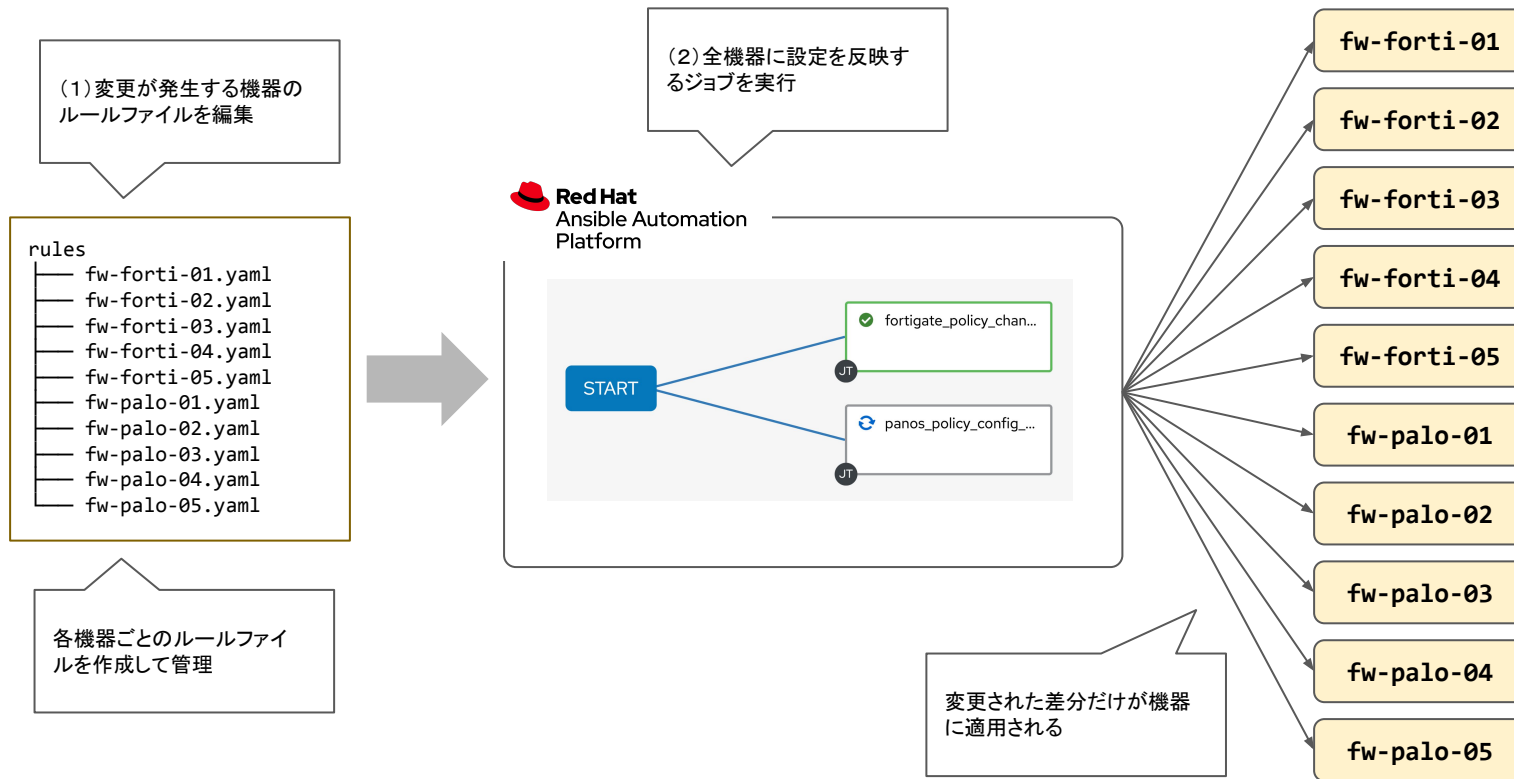 (1)変更が発生する機器の
ルールファイルを編集
(2)全機器に設定を反映す
るジョブを実行
rules
fw-forti-01.yaml
fw-forti-02.yaml
fw-forti-03.yaml
fw-forti-04.yaml
fw-forti-05.yaml
fw-palo-01.yaml
fw-palo-02.yaml
fw-palo-03.yaml
fw-palo-04.yaml
fw-palo-05.yaml
各機器ごとのルールファイ
ルを作成して管理
Red Hat
Ansible Automation
Platform
START
fortigate_policy_chan...
JT
panos_policy_config_...
JT
変更された差分だけが機器
に適用される
fw-forti-01
fw-forti-02
fw-forti-03
fw-forti-04
fw-forti-05
fw-palo-01
fw-palo-02
fw-palo-03
fw-palo-04
fw-palo-05